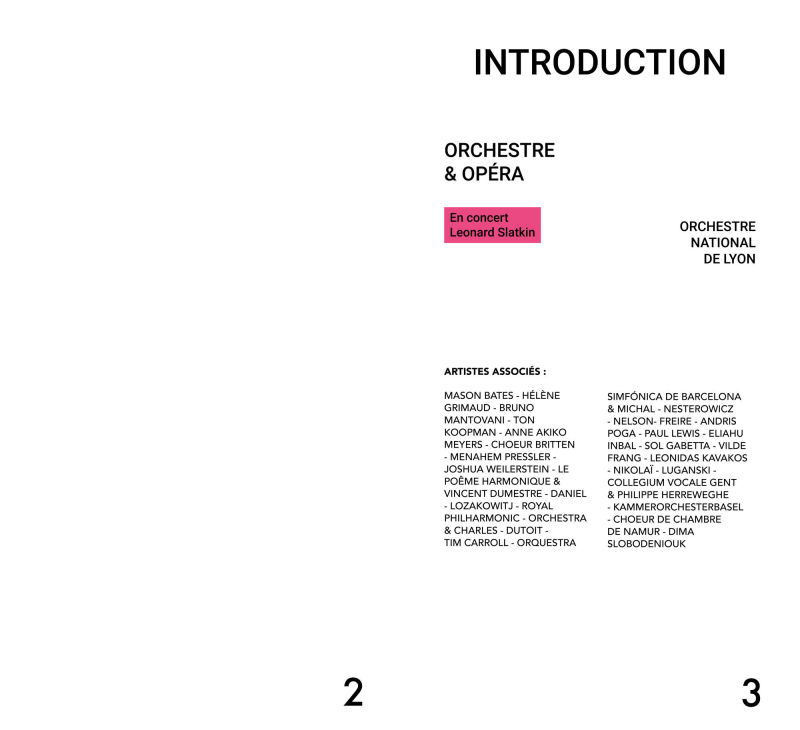 INTRODUCTION
ORCHESTRE
& OPÉRA
En concert
Leonard Slatkin
ORCHESTRE
NATIONAL
DE LYON
ARTISTES ASSOCIÉS :
MASON BATES - HÉLÈNE
GRIMAUD - BRUNO
MANTOVANI - TON
KOOPMAN - ANNE AKIKO
MEYERS - CHOEUR BRITTEN
- MENAHEM PRESSLER -
JOSHUA WEILERSTEIN - LE
POÊME HARMONIQUE &
VINCENT DUMESTRE - DANIEL
- LOZAKOWITJ - ROYAL
PHILHARMONIC - ORCHESTRA
& CHARLES - DUTOIT -
TIM CARROLL - ORQUESTRA
SIMFÓNICA DE BARCELONA
& MICHAL - NESTEROWICZ
- NELSON- FREIRE - ANDRIS
POGA - PAUL LEWIS - ELIAHU
INBAL - SOL GABETTA - VILDE
FRANG - LEONIDAS KAVAKOS
- NIKOLAÏ - LUGANSKI -
COLLEGIUM VOCALE GENT
& PHILIPPE HERREWEGHE
- KAMMERORCHESTERBASEL
- CHOEUR DE CHAMBRE
DE NAMUR - DIMA
SLOBODENIOUK
2
3